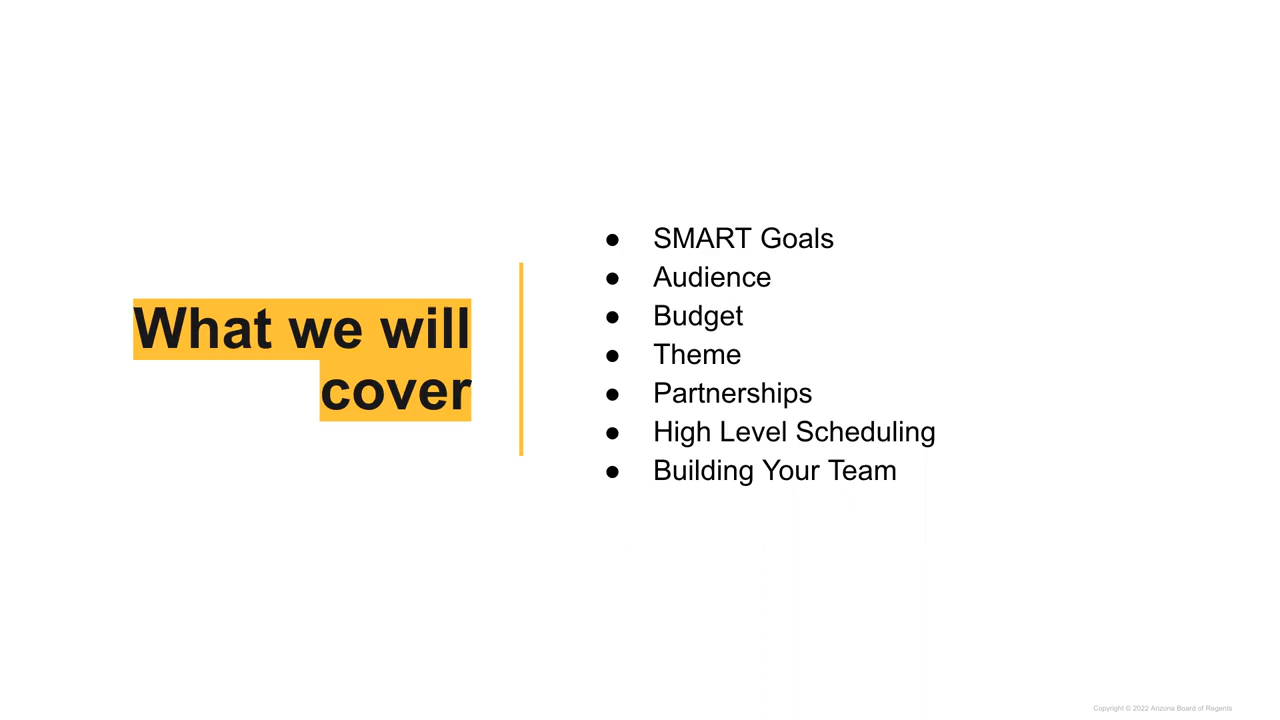 What we will
cover
● SMART Goals
● Audience
● Budget
● Theme
● Partnerships
● High Level Scheduling
● Building Your Team
Copyright © 2022 Arizona Board of Regents